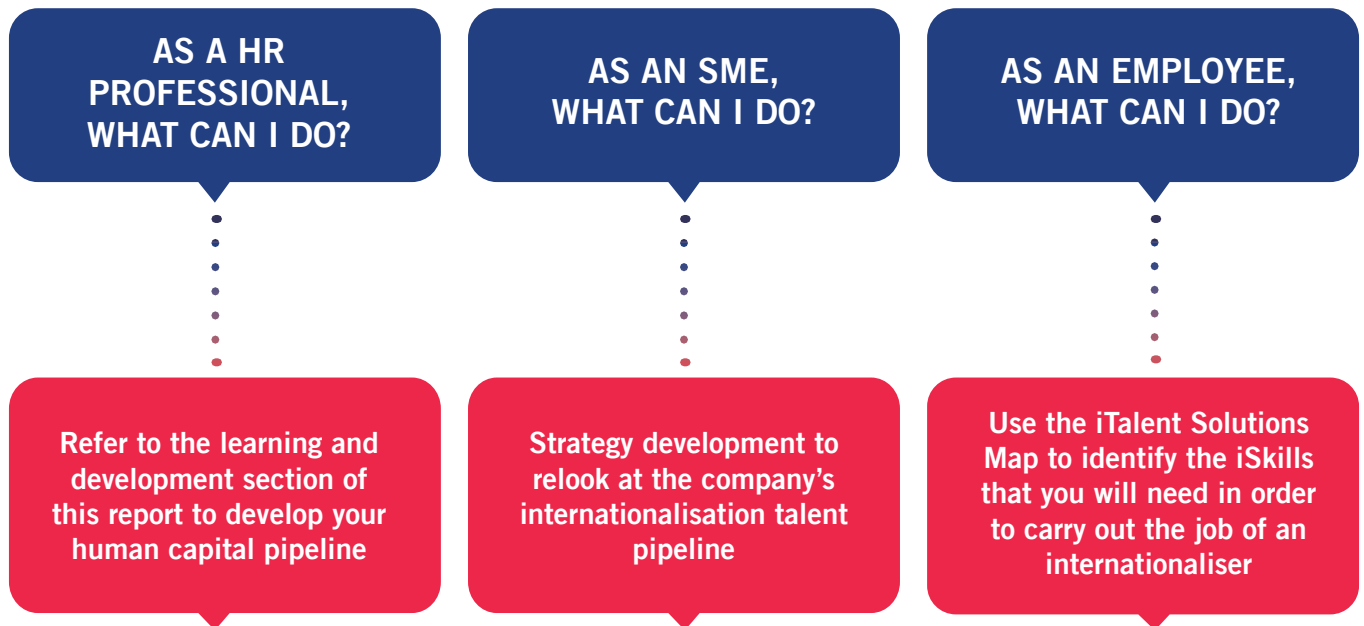 AS A HR
PROFESSIONAL,
WHAT CAN I DO?
Refer to the learning and
development section of
this report to develop your
human capital pipeline
AS AN SME,
WHAT CAN I DO?
Strategy development to
relook at the company's
internationalisation talent
pipeline
AS AN EMPLOYEE,
WHAT CAN I DO?
Use the iTalent Solutions
Map to identify the iSkills
that you will need in order
to carry out the job of an
internationaliser